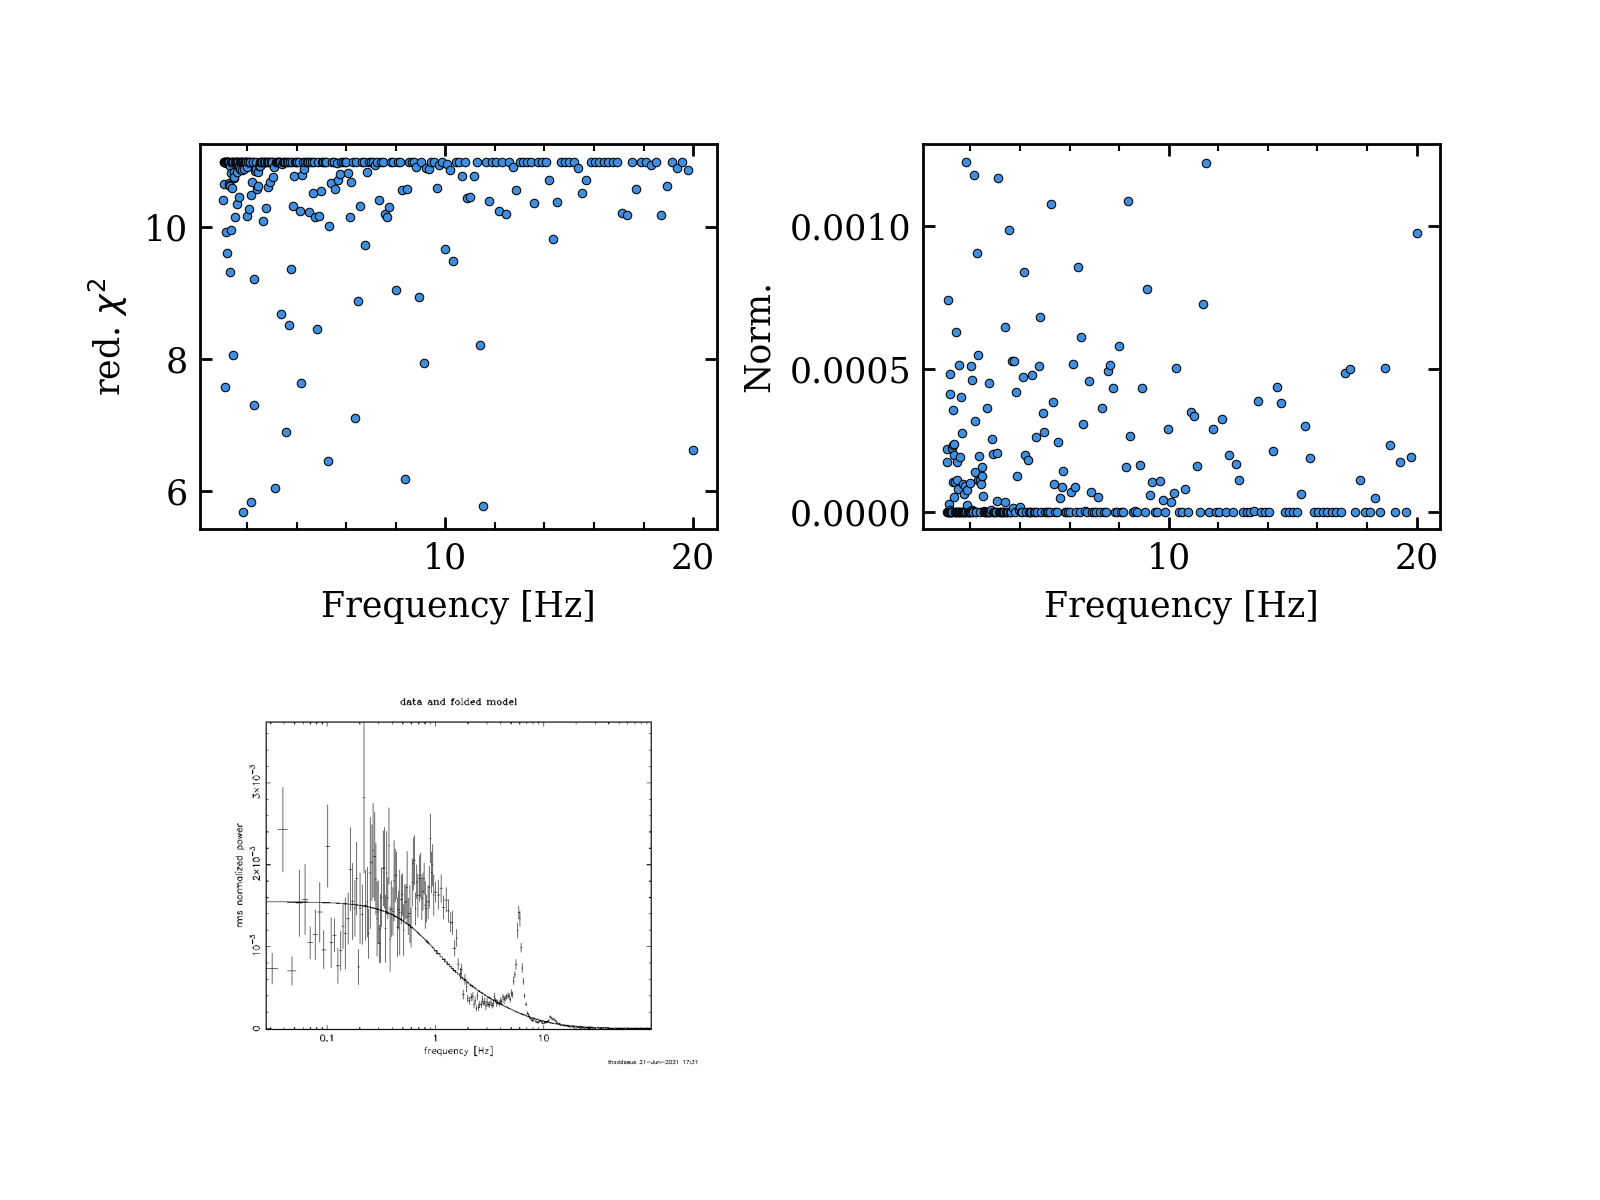 10
8
6
red. χ²
10
20
Frequency [Hz]
0.0010
0.0005
0.0000
Norm.
10
20
Frequency [Hz]
data and folded model
3×10⁻³
2×10⁻³
10⁻³
0
rms normalized power
0.1
1
10
frequency [Hz]
thaddaeus 21-Jun-2021 17:31